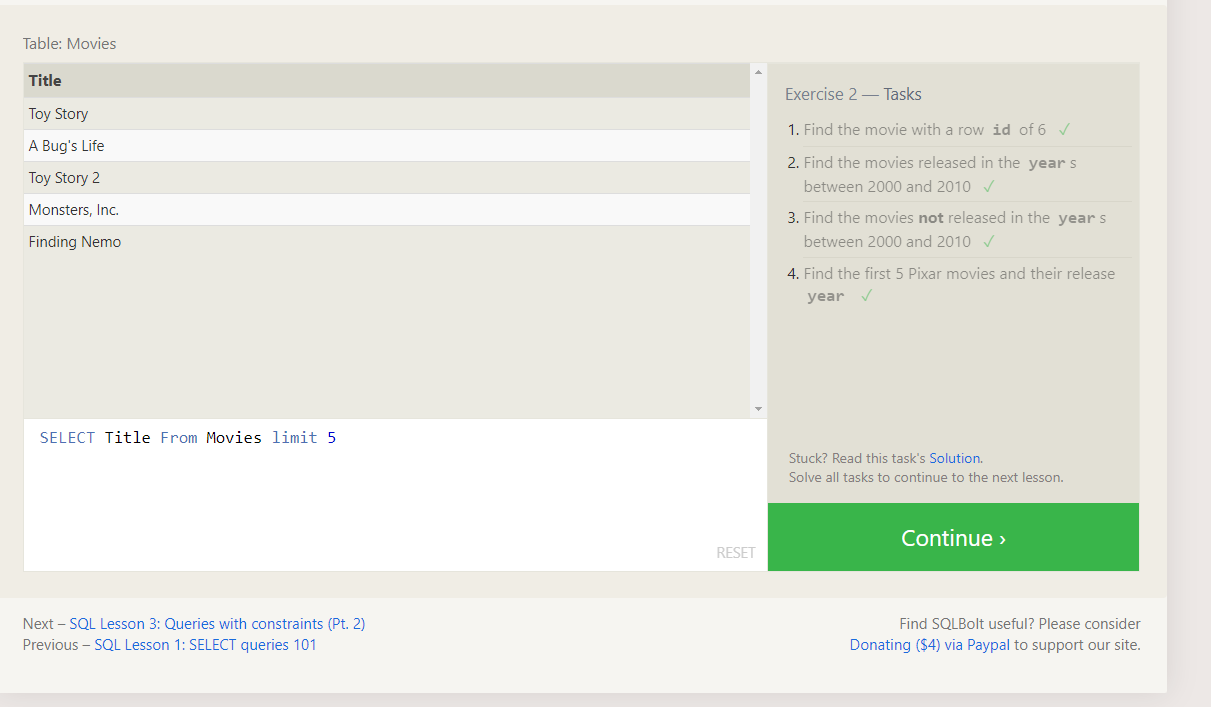 Table: Movies
Title
Toy Story
A Bug's Life
Toy Story 2
Monsters, Inc.
Finding Nemo
SELECT Title From Movies limit 5
RESET
Exercise 2 — Tasks
1. Find the movie with a row id of 6 ✓
2. Find the movies released in the year s
between 2000 and 2010 ✓
3. Find the movies not released in the year s
between 2000 and 2010 ✓
4. Find the first 5 Pixar movies and their release
year ✓
Stuck? Read this task's Solution.
Solve all tasks to continue to the next lesson.
Continue ›
Next – SQL Lesson 3: Queries with constraints (Pt. 2)
Previous – SQL Lesson 1: SELECT queries 101
Find SQLBolt useful? Please consider
Donating ($4) via Paypal to support our site.